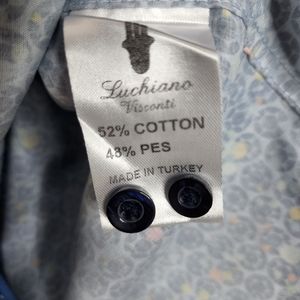 Luchiano
Visconti
52% COTTON
48% PES
MADE IN TURKEY